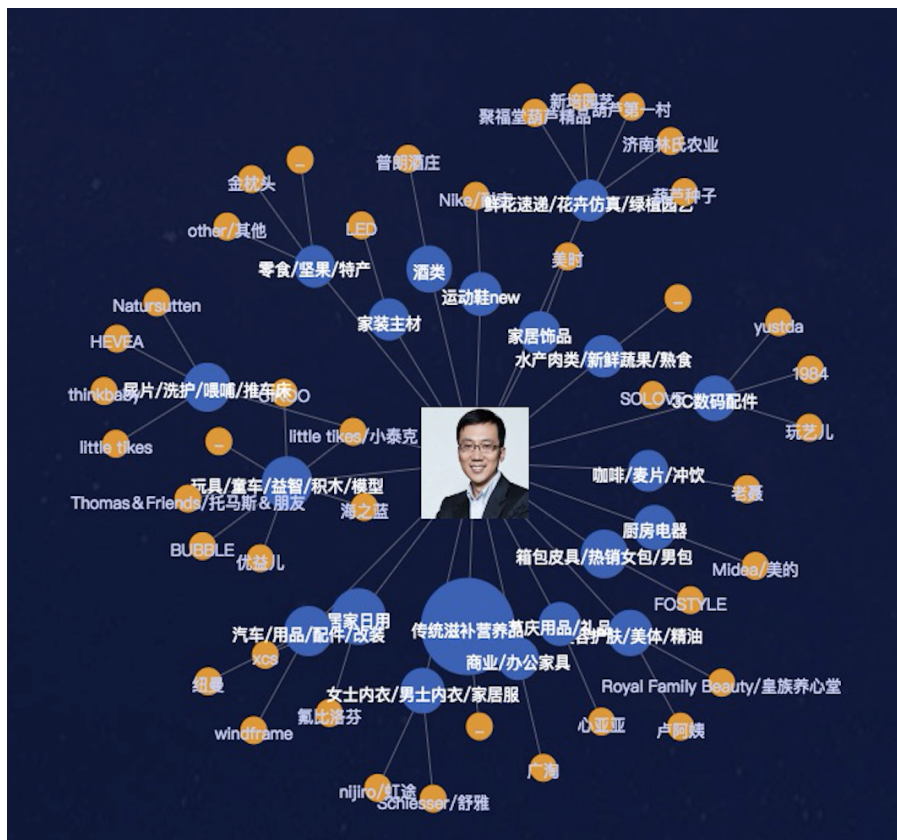 新培园艺
聚福堂葫芦精品
葫芦第一村
济南林氏农业
普朗酒庄
金枕头
_
葫芦种子
Nike/耐克
鲜花速递/花卉仿真/绿植园艺
other/其他
LED
美时
零食/坚果/特产
酒类
运动鞋new
_
Natursutten
家装主材
家居饰品
yustda
HEVEA
水产肉类/新鲜蔬果/熟食
1984
thinkbaby
尿片/洗护/喂哺/推车床
SOLOVE
3C数码配件
玩艺儿
little tikes
_
little tikes/小泰克
咖啡/麦片/冲饮
玩具/童车/益智/积木/模型
老聂
Thomas&Friends/托马斯&朋友
海之蓝
厨房电器
BUBBLE
优益儿
箱包皮具/热销女包/男包
Midea/美的
FOSTYLE
居家日用
汽车/用品/配件/改装
传统滋补营养品
婚庆用品/礼品
美容护肤/美体/精油
xcs
商业/办公家具
纽曼
女士内衣/男士内衣/家居服
Royal Family Beauty/皇族养心堂
氟比洛芬
windframe
_
心亚亚
卢阿姨
广淘
nijiro/虹途
Schiesser/舒雅